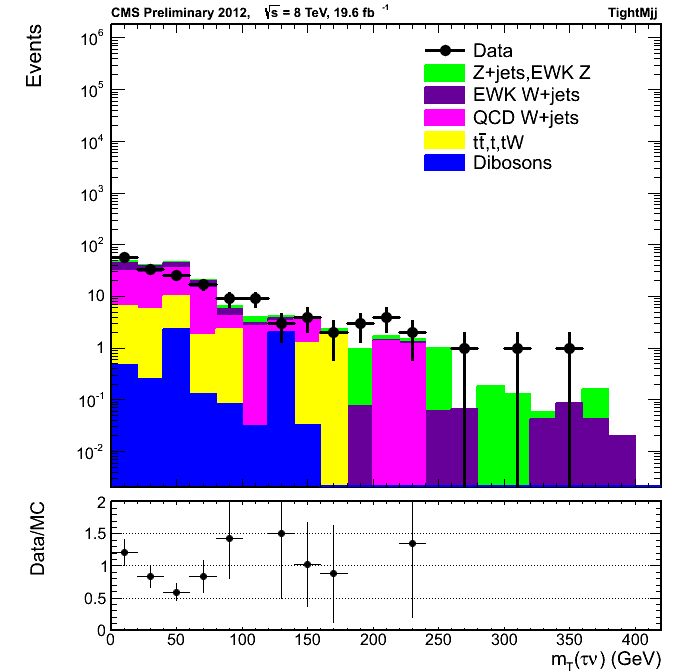 CMS Preliminary 2012, √s = 8 TeV, 19.6 fb⁻¹ TightMjj
Events
10⁶
10⁵
10⁴
10³
10²
10
1
10⁻¹
10⁻²
Data
Z+jets,EWK Z
EWK W+jets
QCD W+jets
tt̄,t,tW
Dibosons
Data/MC
2
1.5
1
0.5
0
0 50 100 150 200 250 300 350 400
m_T(τν) (GeV)